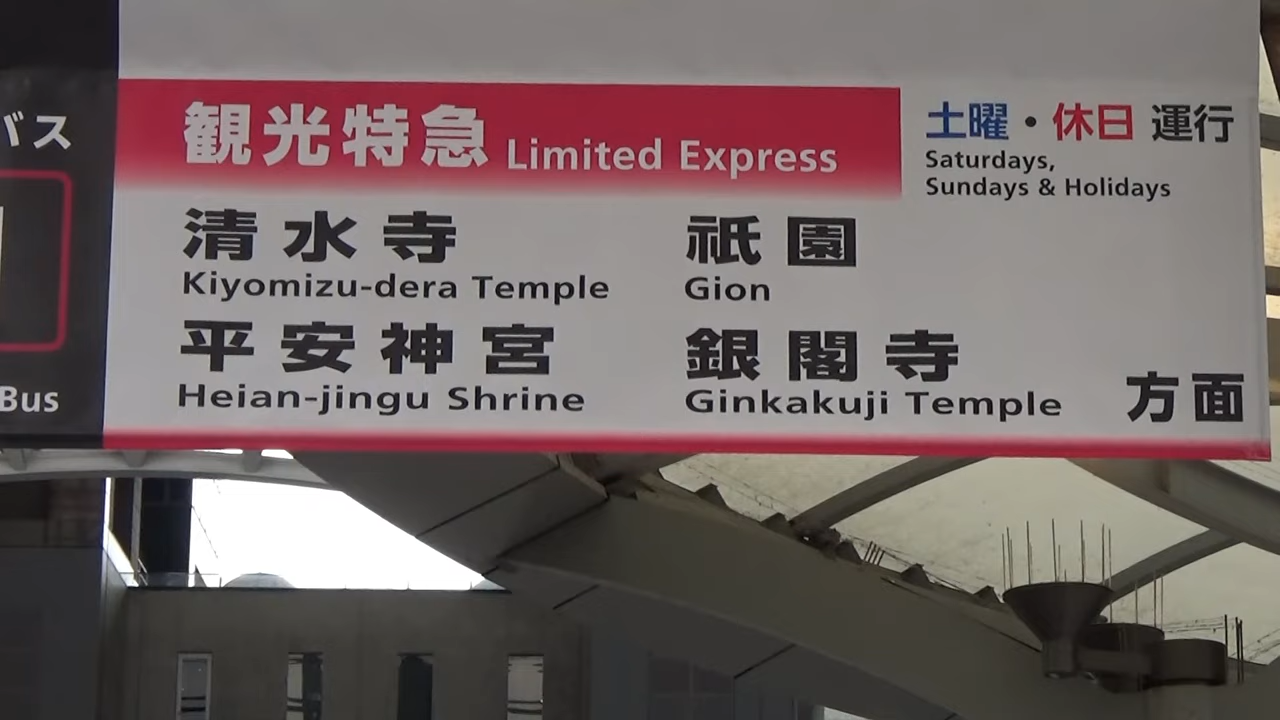 バス
Bus
観光特急 Limited Express
土曜・休日 運行
Saturdays,
Sundays & Holidays
清水寺 祇園
Kiyomizu-dera Temple Gion
平安神宮 銀閣寺
Heian-jingu Shrine Ginkakuji Temple
方面